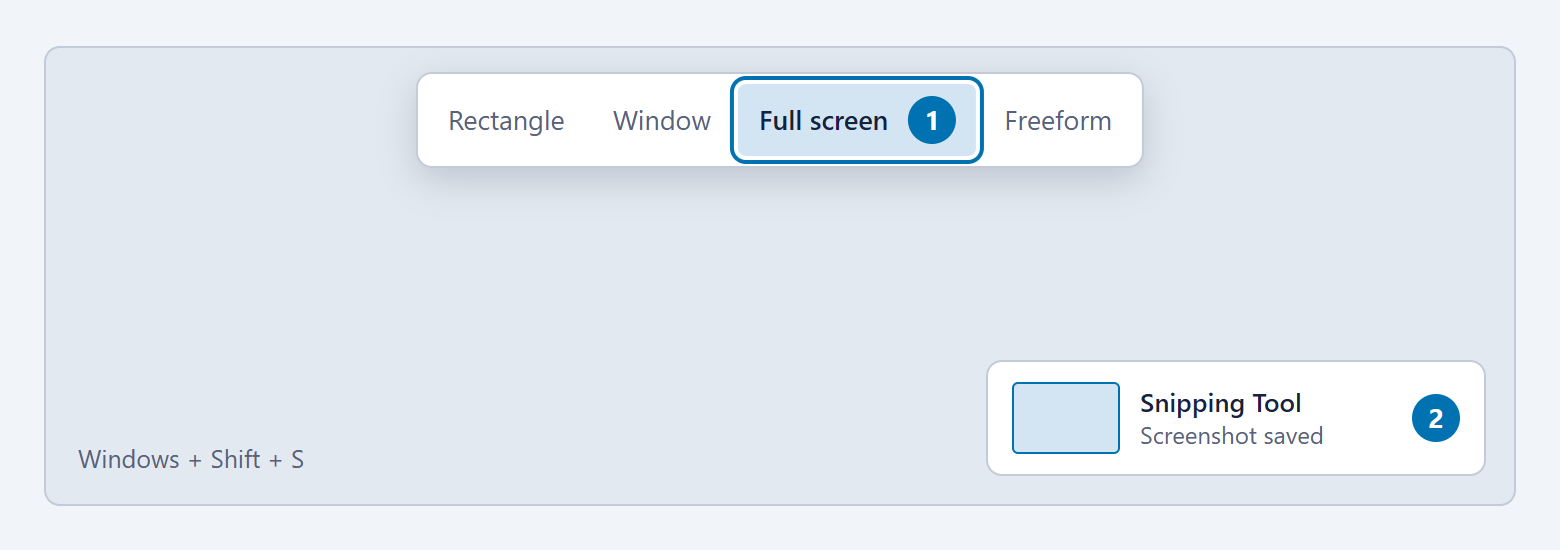 Rectangle Window Full screen 1 Freeform
Snipping Tool
Screenshot saved
2
Windows + Shift + S